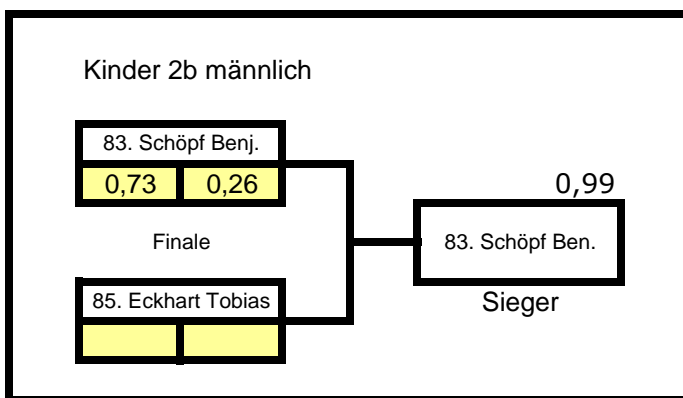 Kinder 2b männlich
83. Schöpf Benj.
0,73 0,26
0,99
Finale
83. Schöpf Ben.
85. Eckhart Tobias
Sieger